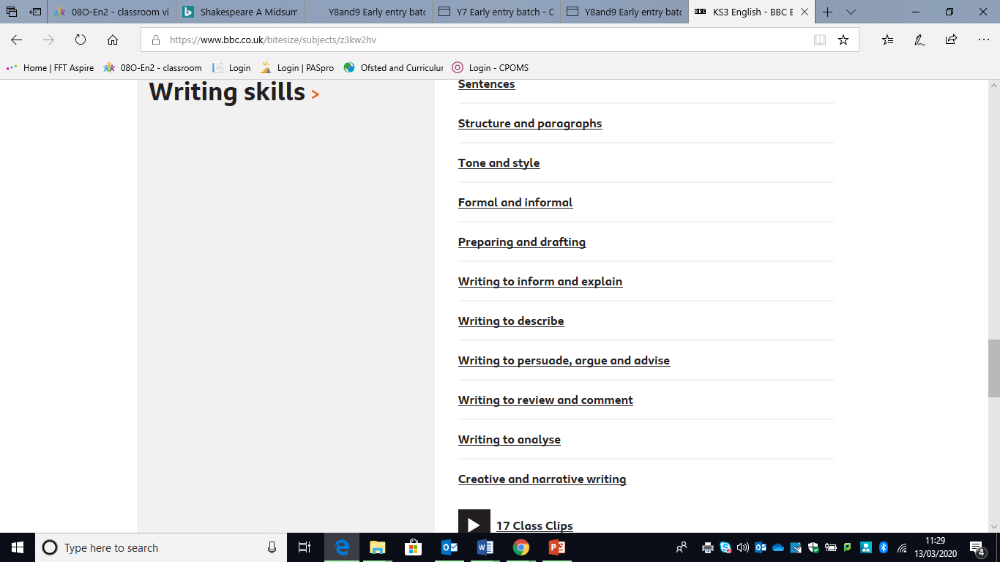 08O-En2 - classroom vi
Shakespeare A Midsum
Y8and9 Early entry batc
Y7 Early entry batch - C
Y8and9 Early entry batc
BBC
KS3 English - BBC B
https://www.bbc.co.uk/bitesize/subjects/z3kw2hv
Home | FFT Aspire
08O-En2 - classroom
Login
Login | PASpro
Ofsted and Curriculur
Login - CPOMS
Writing skills >
Sentences
Structure and paragraphs
Tone and style
Formal and informal
Preparing and drafting
Writing to inform and explain
Writing to describe
Writing to persuade, argue and advise
Writing to review and comment
Writing to analyse
Creative and narrative writing
17 Class Clips
Type here to search
11:29
13/03/2020
4